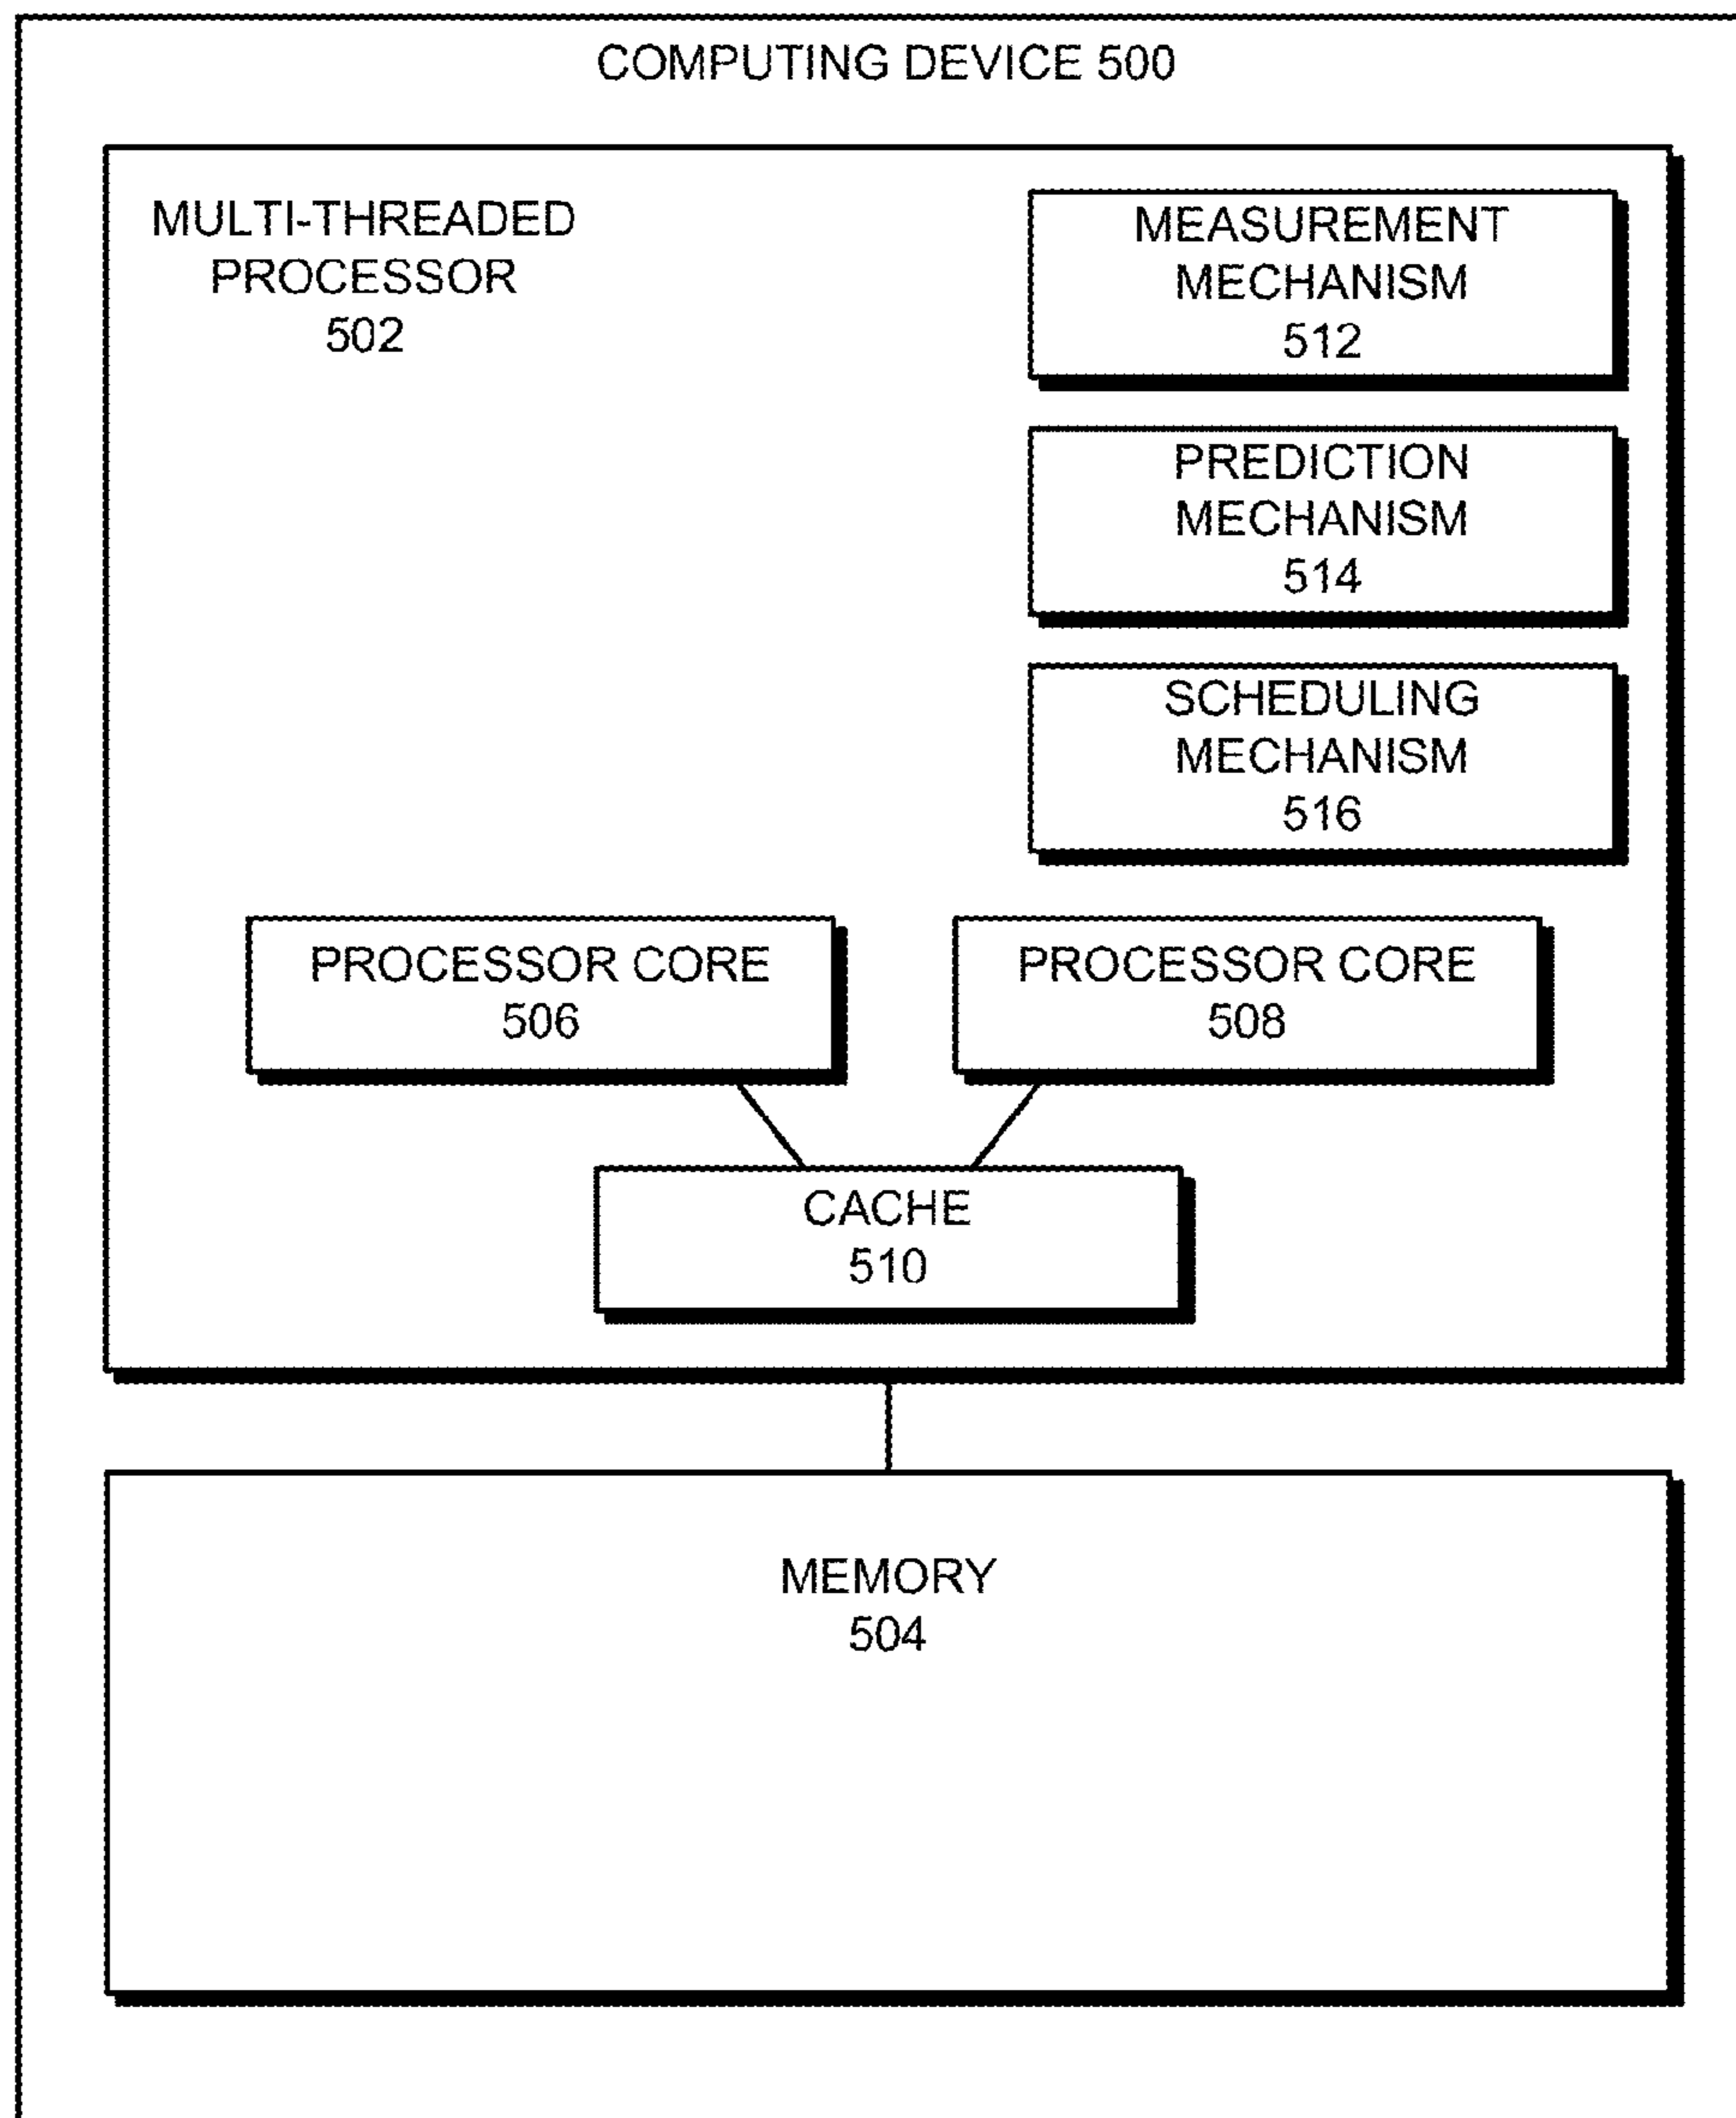 COMPUTING DEVICE 500
MULTI-THREADED
PROCESSOR
502
MEASUREMENT
MECHANISM
512
PREDICTION
MECHANISM
514
SCHEDULING
MECHANISM
516
PROCESSOR CORE
506
PROCESSOR CORE
508
CACHE
510
MEMORY
504